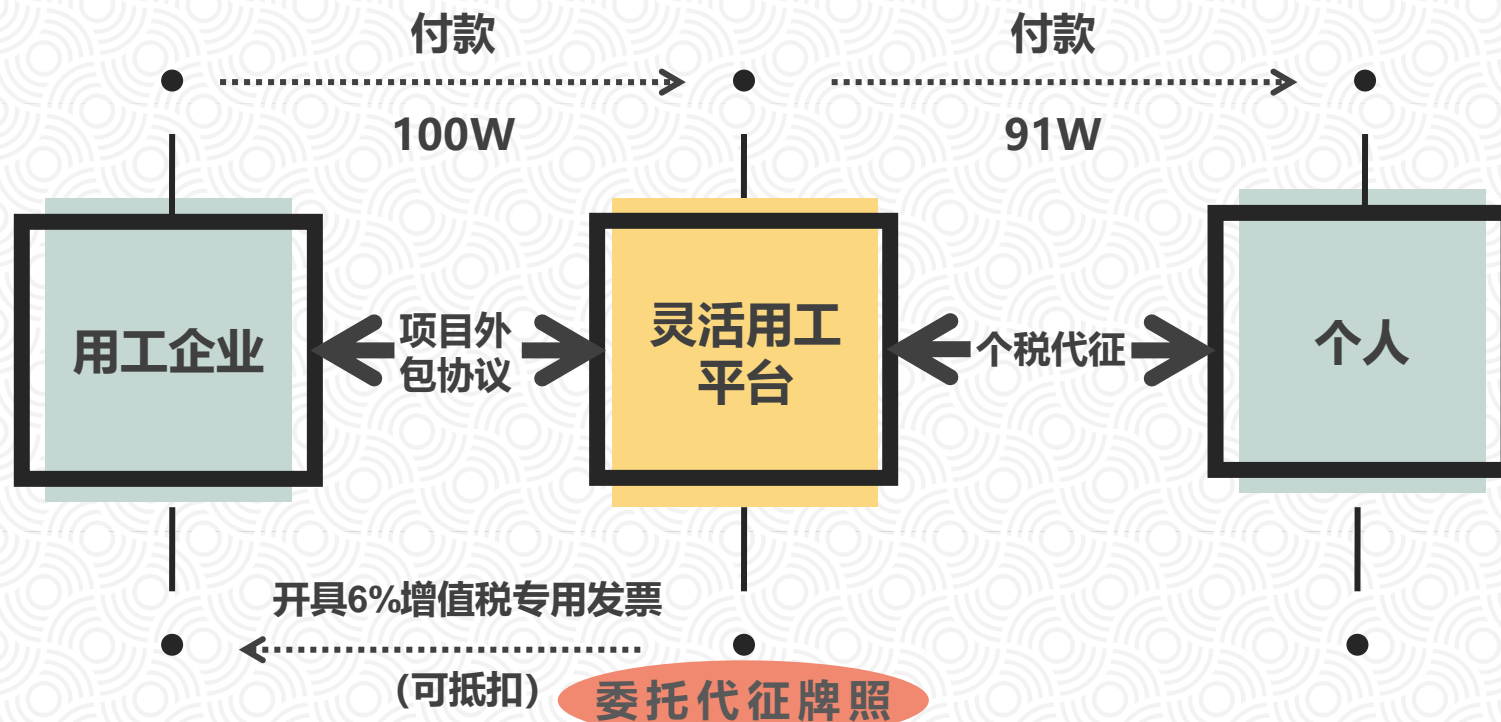 付款
付款
100W
91W
用工企业
项目外
包协议
灵活用工
平台
个税代征
个人
开具6%增值税专用发票
(可抵扣)
委托代征牌照